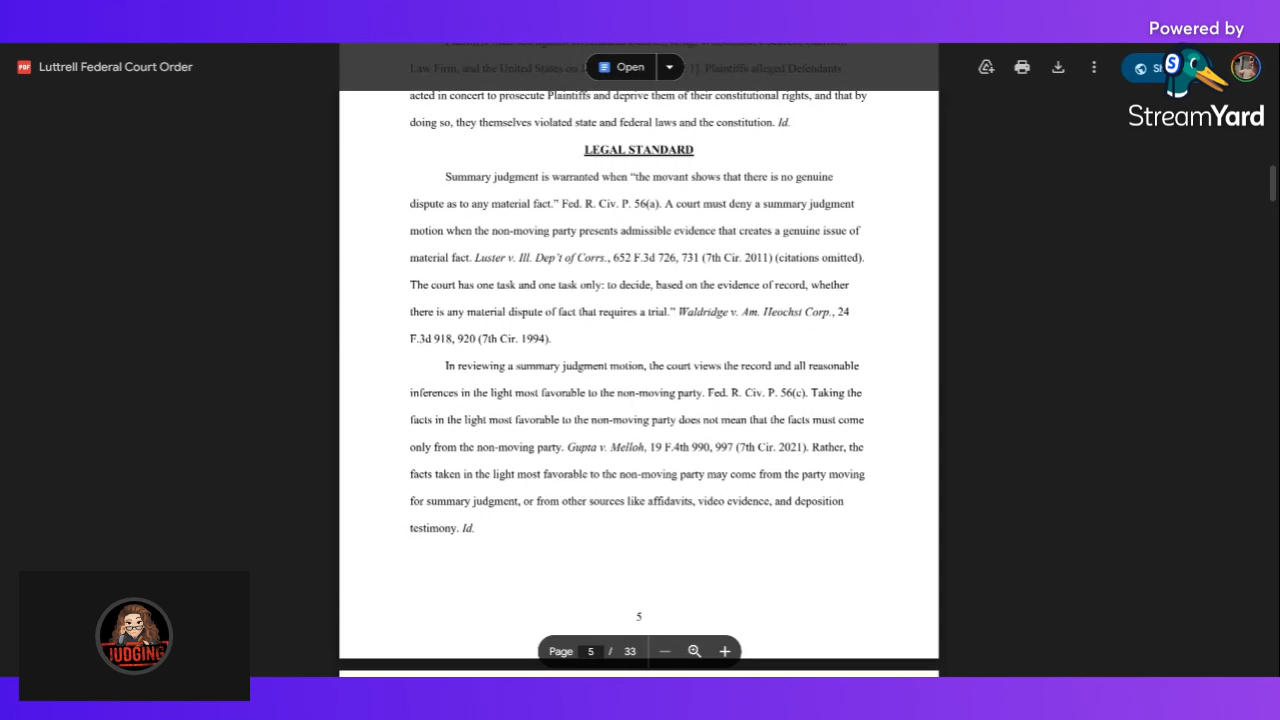 Powered by
StreamYard
Luttrell Federal Court Order
Open
Law Firm, and the United States on 1]. Plaintiffs alleged Defendants
acted in concert to prosecute Plaintiffs and deprive them of their constitutional rights, and that by
doing so, they themselves violated state and federal laws and the constitution. Id.
LEGAL STANDARD
Summary judgment is warranted when “the movant shows that there is no genuine
dispute as to any material fact.” Fed. R. Civ. P. 56(a). A court must deny a summary judgment
motion when the non-moving party presents admissible evidence that creates a genuine issue of
material fact. Luster v. Ill. Dep’t of Corrs., 652 F.3d 726, 731 (7th Cir. 2011) (citations omitted).
The court has one task and one task only: to decide, based on the evidence of record, whether
there is any material dispute of fact that requires a trial.” Waldridge v. Am. Heochst Corp., 24
F.3d 918, 920 (7th Cir. 1994).
In reviewing a summary judgment motion, the court views the record and all reasonable
inferences in the light most favorable to the non-moving party. Fed. R. Civ. P. 56(c). Taking the
facts in the light most favorable to the non-moving party does not mean that the facts must come
only from the non-moving party. Gupta v. Melloh, 19 F.4th 990, 997 (7th Cir. 2021). Rather, the
facts taken in the light most favorable to the non-moving party may come from the party moving
for summary judgment, or from other sources like affidavits, video evidence, and deposition
testimony. Id.
5
Page 5 / 33
JUDGING